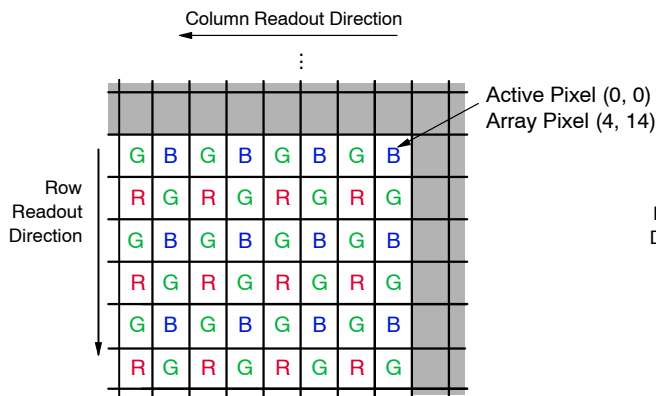 Column Readout Direction
⋮
Active Pixel (0, 0)
Array Pixel (4, 14)
Row
Readout
Direction
G B G B G B G B
R G R G R G R G
G B G B G B G B
R G R G R G R G
G B G B G B G B
R G R G R G R G